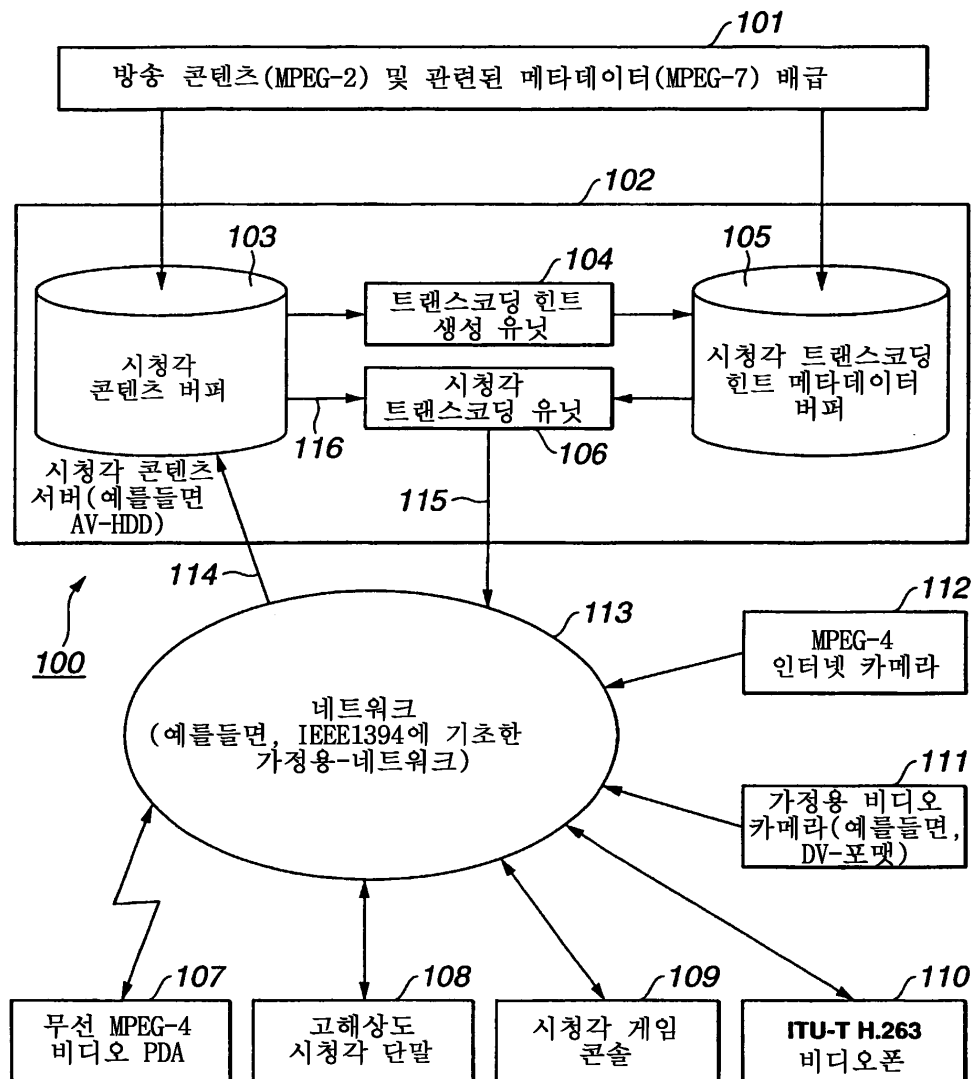 101
방송 콘텐츠(MPEG-2) 및 관련된 메타데이터(MPEG-7) 배급
102
103
104
105
트랜스코딩 힌트
생성 유닛
시청각
콘텐츠 버퍼
시청각 트랜스코딩
힌트 메타데이터
버퍼
시청각
트랜스코딩 유닛
116
106
시청각 콘텐츠
서버(예를들면
AV-HDD)
115
114
100
113
112
MPEG-4
인터넷 카메라
네트워크
(예를들면, IEEE1394에 기초한
가정용-네트워크)
111
가정용 비디오
카메라(예를들면,
DV-포맷)
107
108
109
110
무선 MPEG-4
비디오 PDA
고해상도
시청각 단말
시청각 게임
콘솔
ITU-T H.263
비디오폰